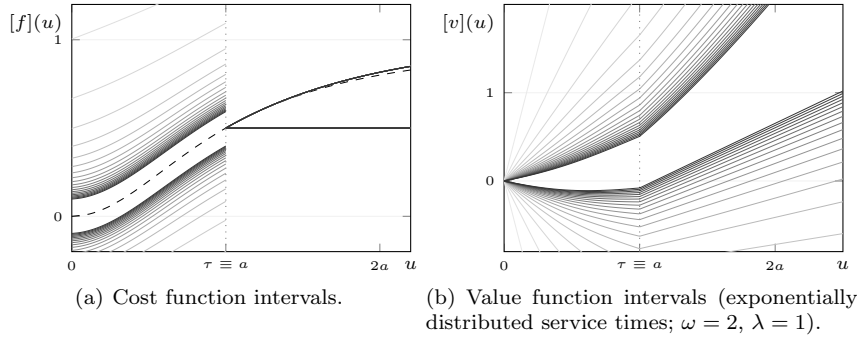 [f](u)
1
0
0
τ ≡ a
2a
u
(a) Cost function intervals.
[v](u)
1
0
0
τ ≡ a
2a
u
(b) Value function intervals (exponentially
distributed service times; ω = 2, λ = 1).